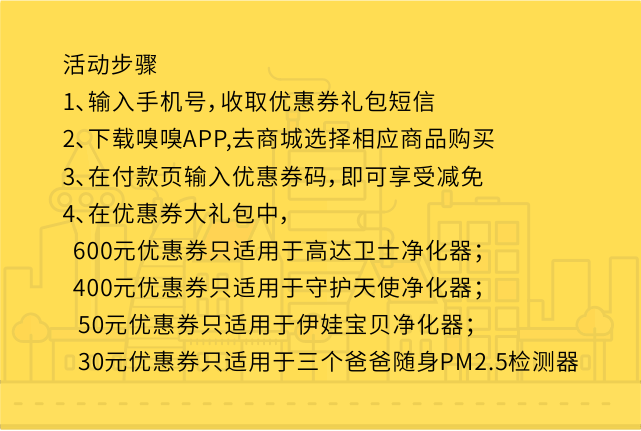 活动步骤
1、输入手机号，收取优惠券礼包短信
2、下载嗅嗅APP,去商城选择相应商品购买
3、在付款页输入优惠券码，即可享受减免
4、在优惠券大礼包中，
600元优惠券只适用于高达卫士净化器；
400元优惠券只适用于守护天使净化器；
50元优惠券只适用于伊娃宝贝净化器；
30元优惠券只适用于三个爸爸随身PM2.5检测器